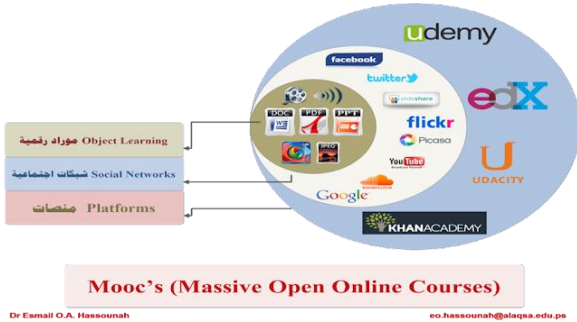 udemy
facebook
twitter
slideshare
edX
DOC PDF PPT
flickr
Picasa
JPEG
YouTube
UDACITY
SOUNDCLOUD
Google
KHANACADEMY
موراد رقمية Object Learning
شبكات اجتماعية Social Networks
منصات Platforms
Mooc's (Massive Open Online Courses)
Dr Esmail O.A. Hassounah
eo.hassounah@alaqsa.edu.ps